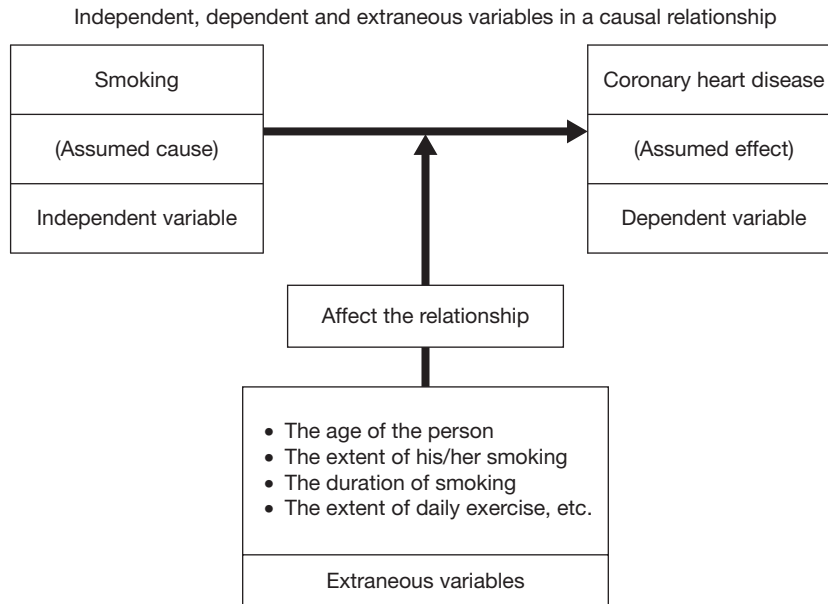 Independent, dependent and extraneous variables in a causal relationship
Smoking
(Assumed cause)
Independent variable
Coronary heart disease
(Assumed effect)
Dependent variable
Affect the relationship
• The age of the person
• The extent of his/her smoking
• The duration of smoking
• The extent of daily exercise, etc.
Extraneous variables